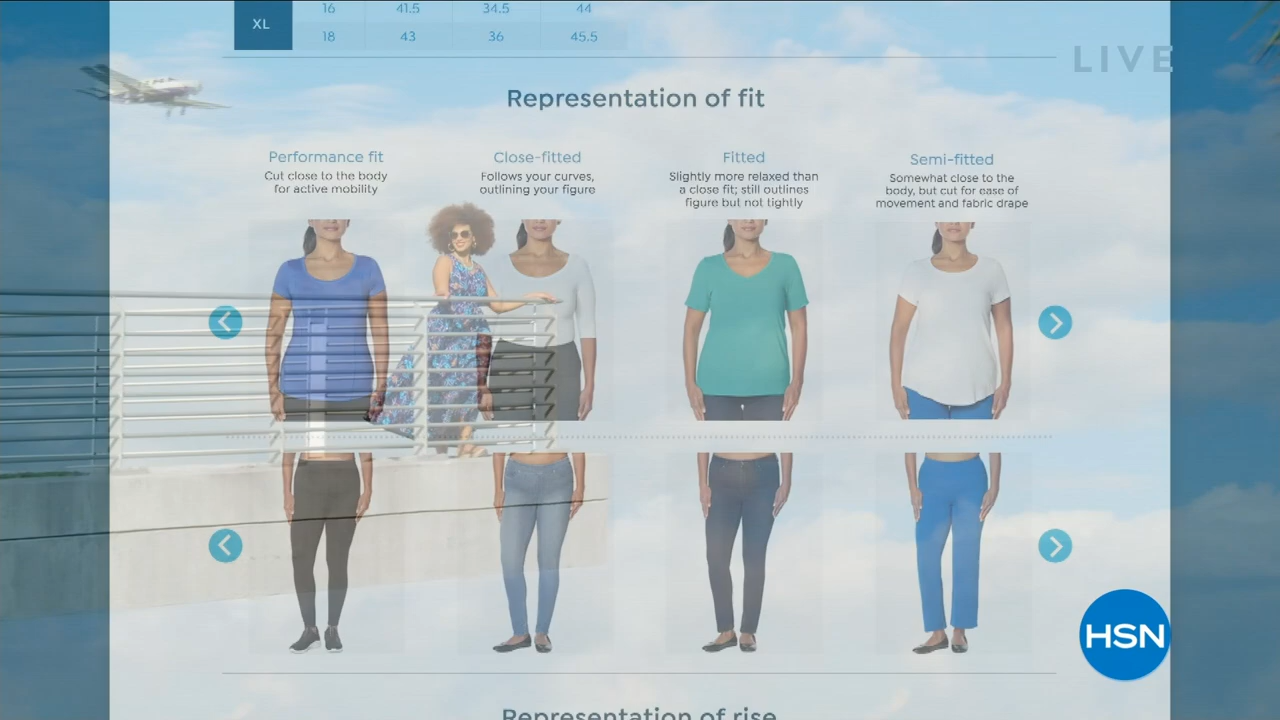 XL
16 41.5 34.5 44
18 43 36 45.5
LIVE
Representation of fit
Performance fit
Cut close to the body
for active mobility
Close-fitted
Follows your curves,
outlining your figure
Fitted
Slightly more relaxed than
a close fit; still outlines
figure but not tightly
Semi-fitted
Somewhat close to the
body, but cut for ease of
movement and fabric drape
HSN
Representation of rise